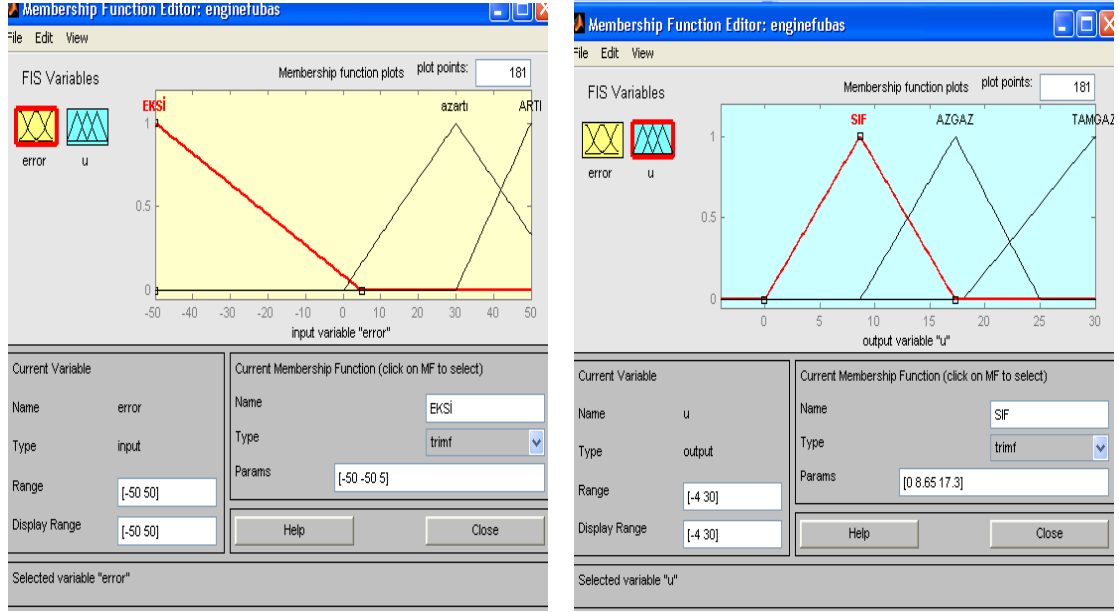 Membership Function Editor: enginefubas
File Edit View
FIS Variables
Membership function plots plot points: 181
EKSİ azartı ARTI
error u
1
0.5
0
-50 -40 -30 -20 -10 0 10 20 30 40 50
input variable "error"
Current Variable
Name error
Type input
Range [-50 50]
Display Range [-50 50]
Current Membership Function (click on MF to select)
Name EKSİ
Type trimf
Params [-50 -50 5]
Help Close
Selected variable "error"
Membership Function Editor: enginefubas
File Edit View
FIS Variables
Membership function plots plot points: 181
SIF AZGAZ TAMGAZ
error u
1
0.5
0
0 5 10 15 20 25 30
output variable "u"
Current Variable
Name u
Type output
Range [-4 30]
Display Range [-4 30]
Current Membership Function (click on MF to select)
Name SIF
Type trimf
Params [0 8.65 17.3]
Help Close
Selected variable "u"